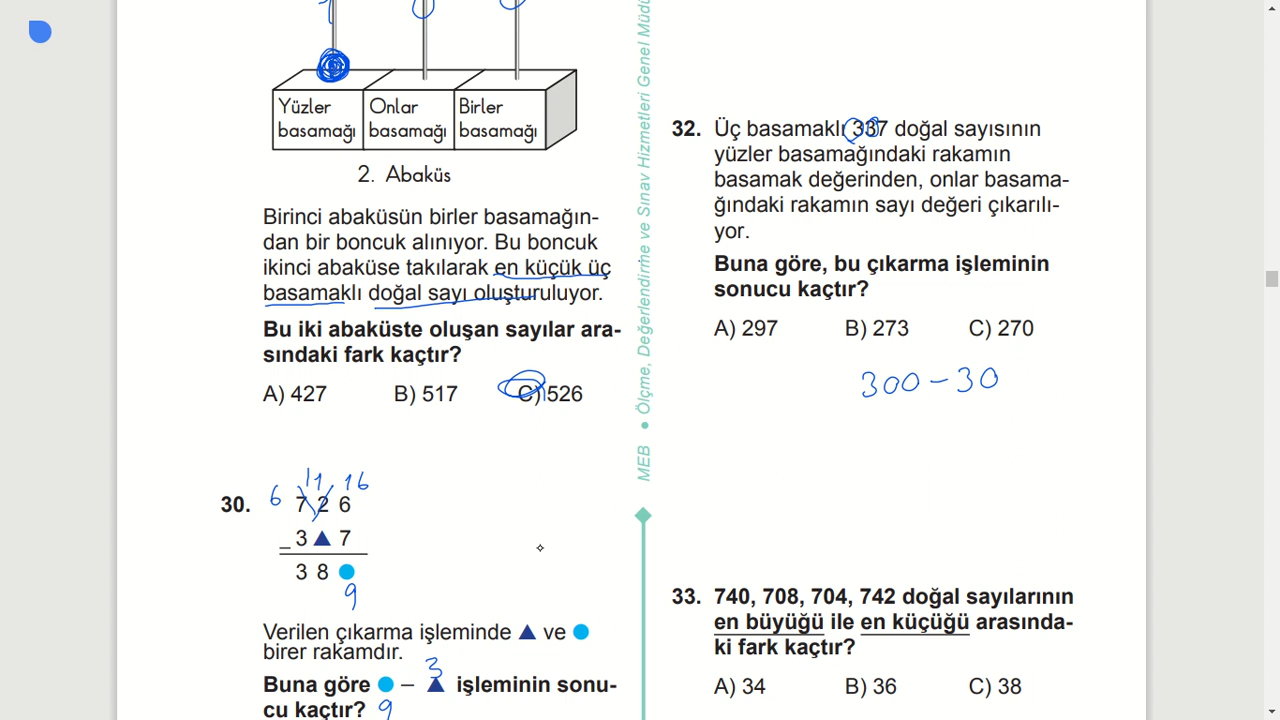 Yüzler Onlar Birler
basamağı basamağı basamağı
2. Abaküs
Birinci abaküsün birler basamağın-
dan bir boncuk alınıyor. Bu boncuk
ikinci abaküse takılarak en küçük üç
basamaklı doğal sayı oluşturuluyor.
Bu iki abaküste oluşan sayılar ara-
sındaki fark kaçtır?
A) 427 B) 517 C) 526
6 11 16
30. 7 2 6
_ 3 ▲ 7
3 8 ●
9
Verilen çıkarma işleminde ▲ ve ●
birer rakamdır.
3
Buna göre ● – ▲ işleminin sonu-
cu kaçtır? 9
MEB ● Ölçme, Değerlendirme ve Sınav Hizmetleri Genel Müdü
32. Üç basamaklı 337 doğal sayısının
yüzler basamağındaki rakamın
basamak değerinden, onlar basama-
ğındaki rakamın sayı değeri çıkarılı-
yor.
Buna göre, bu çıkarma işleminin
sonucu kaçtır?
A) 297 B) 273 C) 270
300 – 30
33. 740, 708, 704, 742 doğal sayılarının
en büyüğü ile en küçüğü arasında-
ki fark kaçtır?
A) 34 B) 36 C) 38